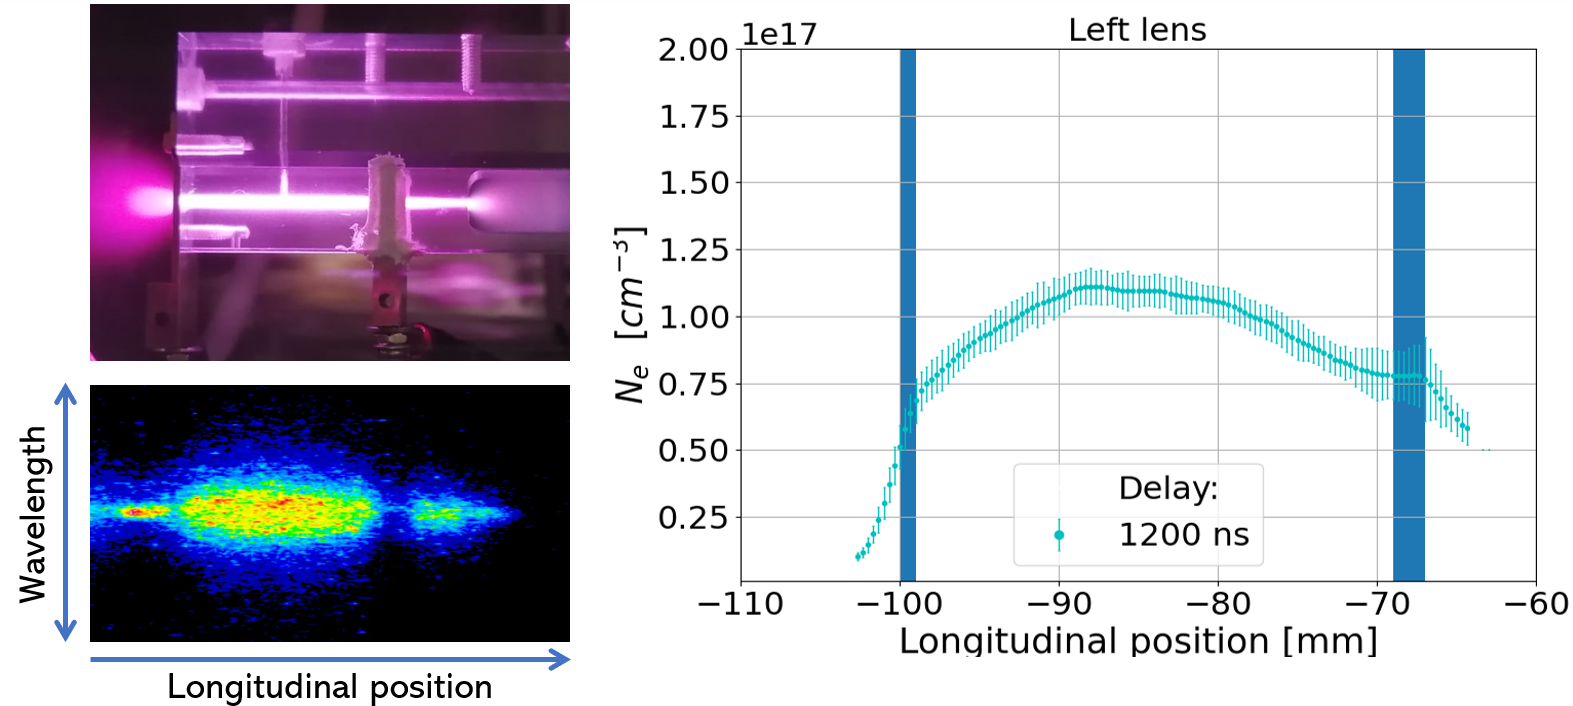 Wavelength
Longitudinal position
Left lens
1e17
2.00
1.75
1.50
1.25
1.00
0.75
0.50
0.25
N_e [cm⁻³]
Delay:
1200 ns
−110 −100 −90 −80 −70 −60
Longitudinal position [mm]